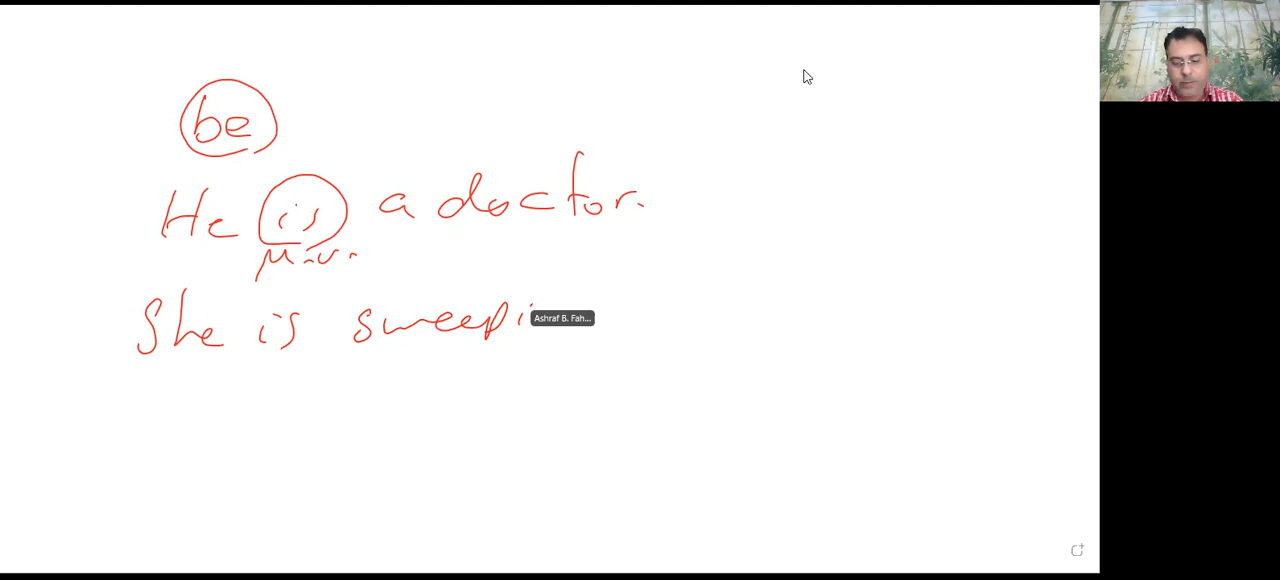 be
He is a doctor.
M.V.
She is sweepi
Ashraf B. Fah...